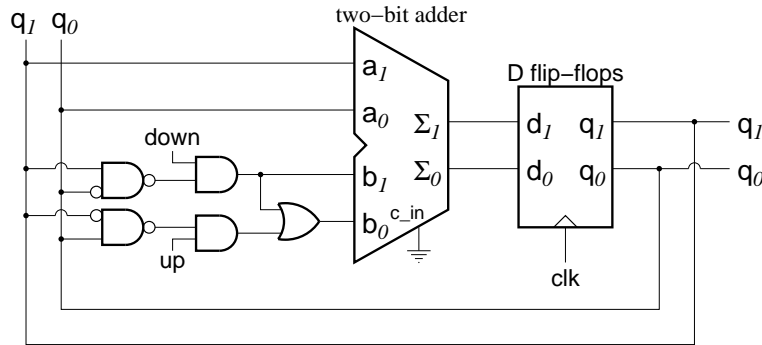 two-bit adder
q1 q0
a1
D flip-flops
a0
Σ1 d1 q1 q1
down
b1 Σ0 d0 q0 q0
c_in
b0
up
clk